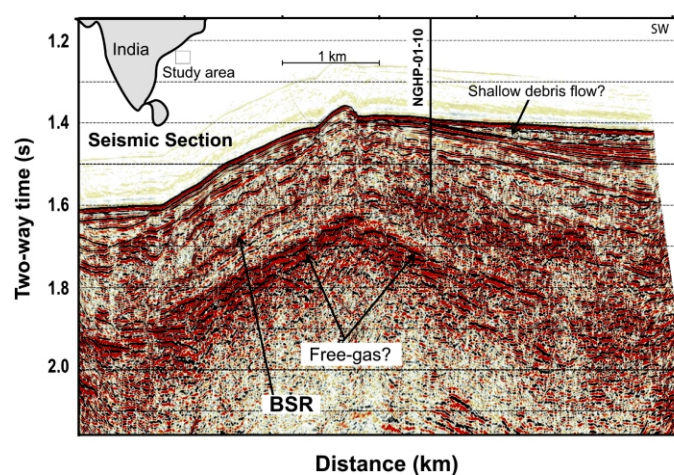 1.2
1.4
1.6
1.8
2.0
Two-way time (s)
India
Study area
Seismic Section
1 km
NGHP-01-10
SW
Shallow debris flow?
Free-gas?
BSR
Distance (km)